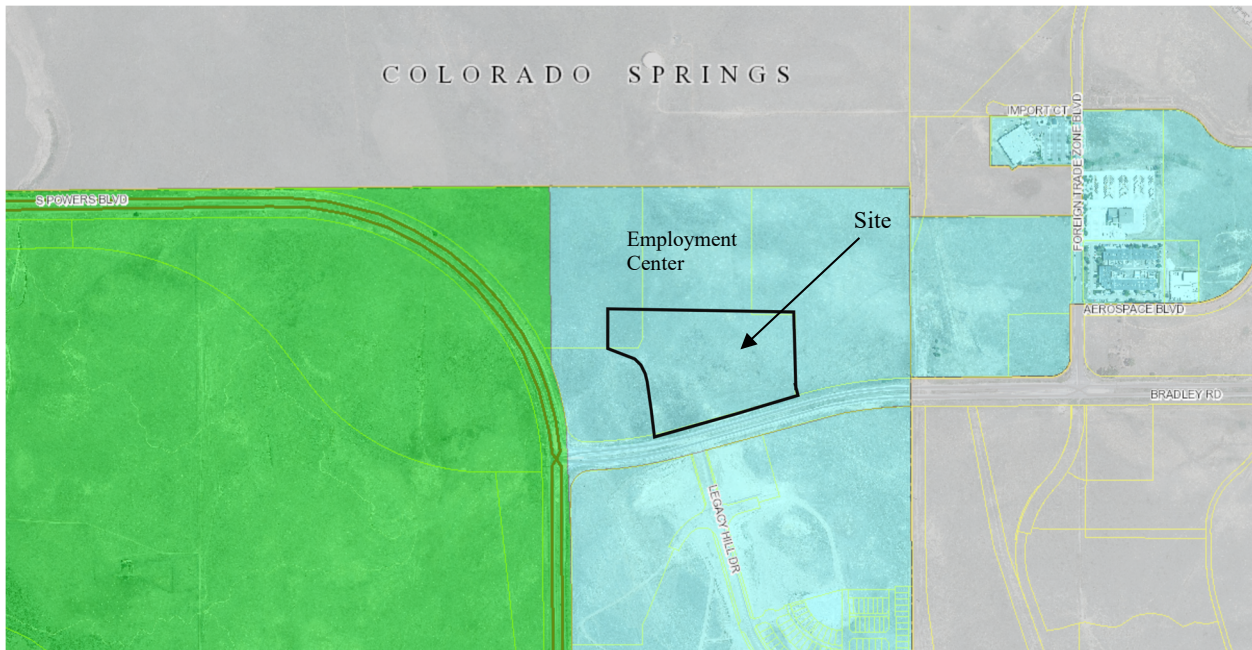 COLORADO SPRINGS
IMPORT CT
FOREIGN TRADE ZONE BLVD
S POWERS BLVD
Site
Employment
Center
AEROSPACE BLVD
BRADLEY RD
LEGACY HILL DR